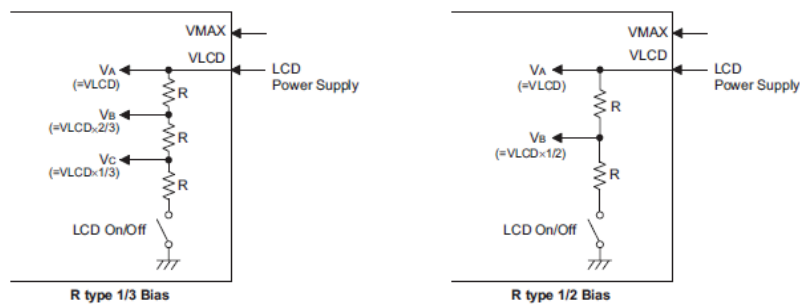 VMAX
VLCD
VA
(=VLCD)
LCD
Power Supply
R
VB
(=VLCD×2/3)
R
VC
(=VLCD×1/3)
R
LCD On/Off
R type 1/3 Bias
VMAX
VLCD
VA
(=VLCD)
LCD
Power Supply
R
VB
(=VLCD×1/2)
R
LCD On/Off
R type 1/2 Bias